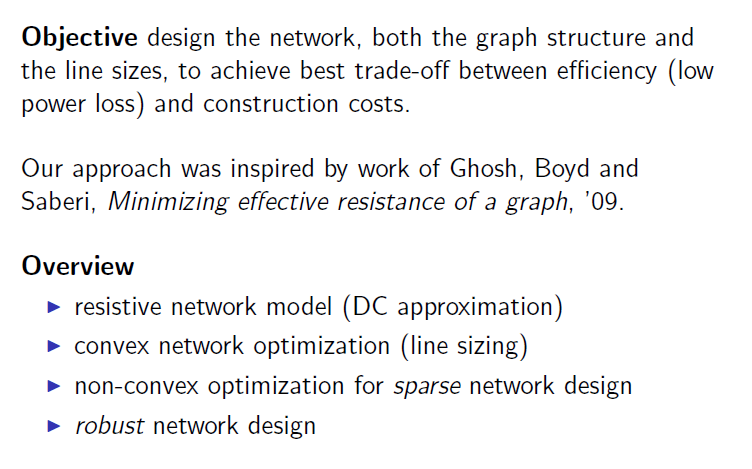 Objective design the network, both the graph structure and
the line sizes, to achieve best trade-off between efficiency (low
power loss) and construction costs.
Our approach was inspired by work of Ghosh, Boyd and
Saberi, Minimizing effective resistance of a graph, '09.
Overview
▶ resistive network model (DC approximation)
▶ convex network optimization (line sizing)
▶ non-convex optimization for sparse network design
▶ robust network design